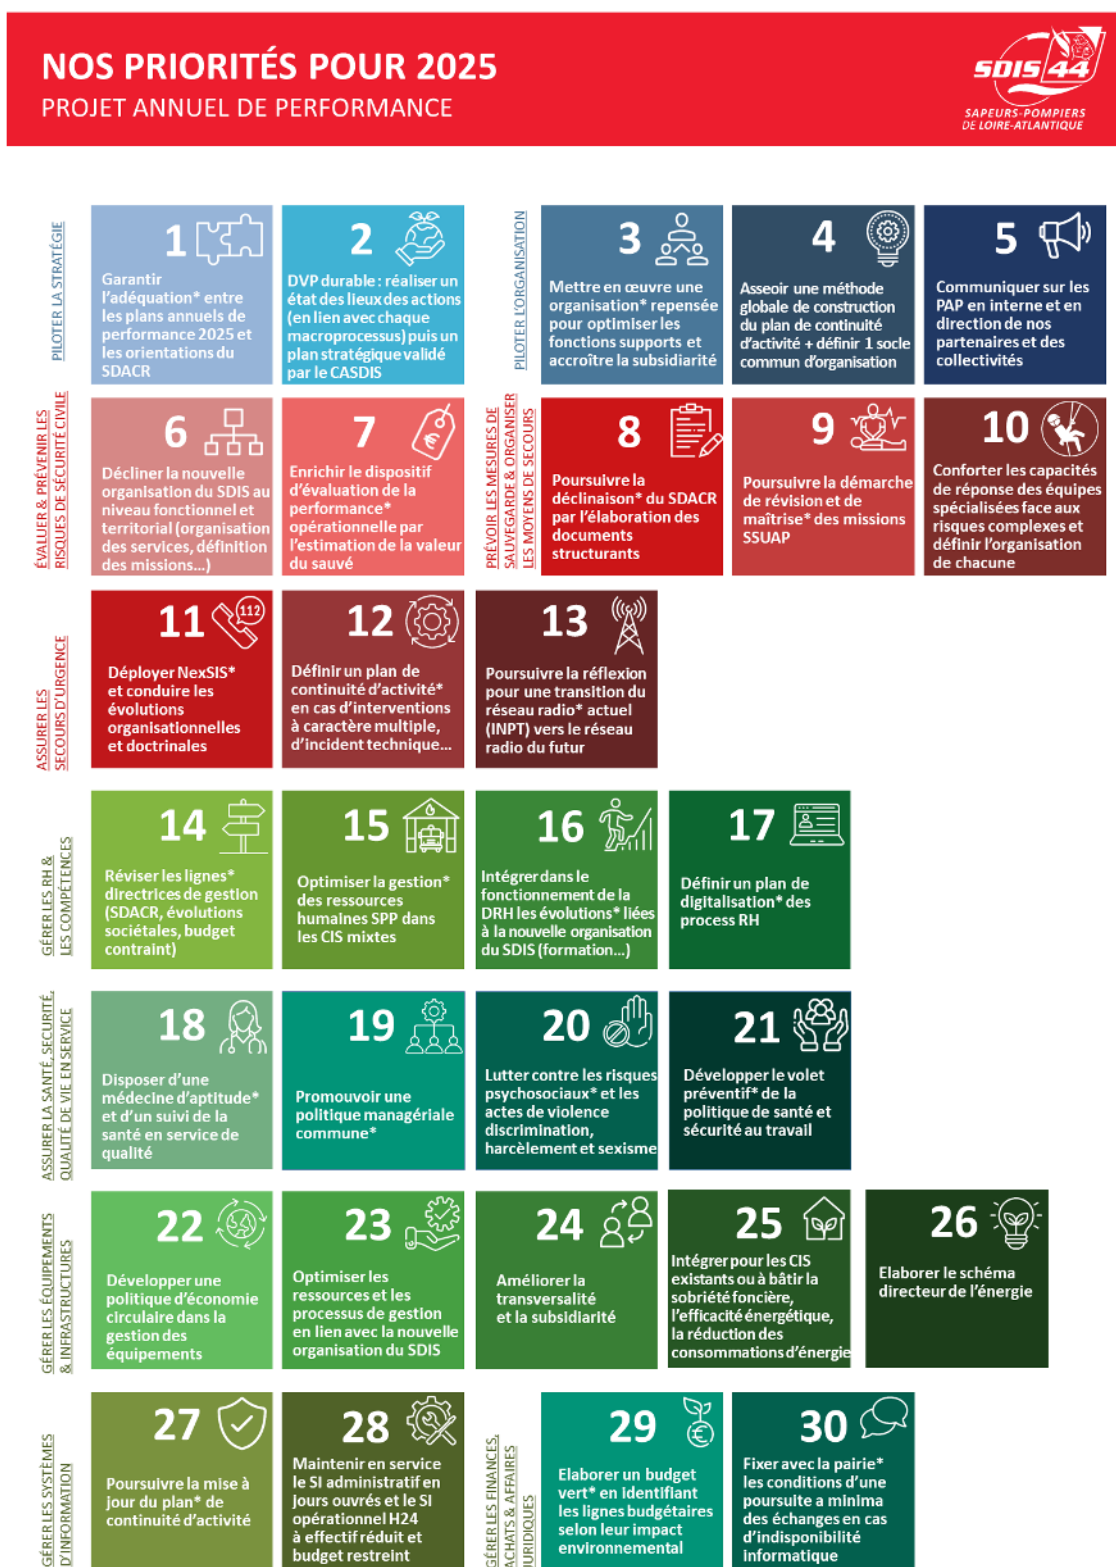 NOS PRIORITÉS POUR 2025
PROJET ANNUEL DE PERFORMANCE
SDIS 44
SAPEURS-POMPIERS
DE LOIRE-ATLANTIQUE
PILOTER LA STRATÉGIE
1
Garantir
l'adéquation* entre
les plans annuels de
performance 2025 et
les orientations du
SDACR
2
DVP durable : réaliser un
état des lieux des actions
(en lien avec chaque
macroprocessus) puis un
plan stratégique validé
par le CASDIS
PILOTER L'ORGANISATION
3
Mettre en œuvre une
organisation* repensée
pour optimiser les
fonctions supports et
accroître la subsidiarité
4
Asseoir une méthode
globale de construction
du plan de continuité
d'activité + définir 1 socle
commun d'organisation
5
Communiquer sur les
PAP en interne et en
direction de nos
partenaires et des
collectivités
ÉVALUER & PRÉVENIR LES
RISQUES DE SÉCURITÉ CIVILE
6
Décliner la nouvelle
organisation du SDIS au
niveau fonctionnel et
territorial (organisation
des services, définition
des missions...)
7
€
Enrichir le dispositif
d'évaluation de la
performance*
opérationnelle par
l'estimation de la valeur
du sauvé
PRÉVOIR LES MESURES DE
SAUVEGARDE & ORGANISER
LES MOYENS DE SECOURS
8
Poursuivre la
déclinaison* du SDACR
par l'élaboration des
documents
structurants
9
Poursuivre la démarche
de révision et de
maîtrise* des missions
SSUAP
10
Conforter les capacités
de réponse des équipes
spécialisées face aux
risques complexes et
définir l'organisation
de chacune
ASSURER LES
SECOURS D'URGENCE
11
112
Déployer NexSIS*
et conduire les
évolutions
organisationnelles
et doctrinales
12
Définir un plan de
continuité d'activité*
en cas d'interventions
à caractère multiple,
d'incident technique...
13
Poursuivre la réflexion
pour une transition du
réseau radio* actuel
(INPT) vers le réseau
radio du futur
GÉRER LES RH &
LES COMPÉTENCES
14
Réviser les lignes*
directrices de gestion
(SDACR, évolutions
sociétales, budget
contraint)
15
Optimiser la gestion*
des ressources
humaines SPP dans
les CIS mixtes
16
Intégrer dans le
fonctionnement de la
DRH les évolutions* liées
à la nouvelle organisation
du SDIS (formation...)
17
Définir un plan de
digitalisation* des
process RH
ASSURER LA SANTÉ, SECURITÉ,
QUALITÉ DE VIE EN SERVICE
18
Disposer d'une
médecine d'aptitude*
et d'un suivi de la
santé en service de
qualité
19
Promouvoir une
politique managériale
commune*
20
Lutter contre les risques
psychosociaux* et les
actes de violence
discrimination,
harcèlement et sexisme
21
Développer le volet
préventif* de la
politique de santé et
sécurité au travail
GÉRER LES ÉQUIPEMENTS
& INFRASTRUCTURES
22
Développer une
politique d'économie
circulaire dans la
gestion des
équipements
23
Optimiser les
ressources et les
processus de gestion
en lien avec la nouvelle
organisation du SDIS
24
Améliorer la
transversalité
et la subsidiarité
25
Intégrer pour les CIS
existants ou à bâtir la
sobriété foncière,
l'efficacité énergétique,
la réduction des
consommations d'énergie
26
Elaborer le schéma
directeur de l'énergie
GÉRER LES SYSTÈMES
D'INFORMATION
27
Poursuivre la mise à
jour du plan* de
continuité d'activité
28
Maintenir en service
le SI administratif en
jours ouvrés et le SI
opérationnel H24
à effectif réduit et
budget restreint
GÉRER LES FINANCES,
ACHATS & AFFAIRES
JURIDIQUES
29
€
Elaborer un budget
vert* en identifiant
les lignes budgétaires
selon leur impact
environnemental
30
Fixer avec la pairie*
les conditions d'une
poursuite a minima
des échanges en cas
d'indisponibilité
informatique